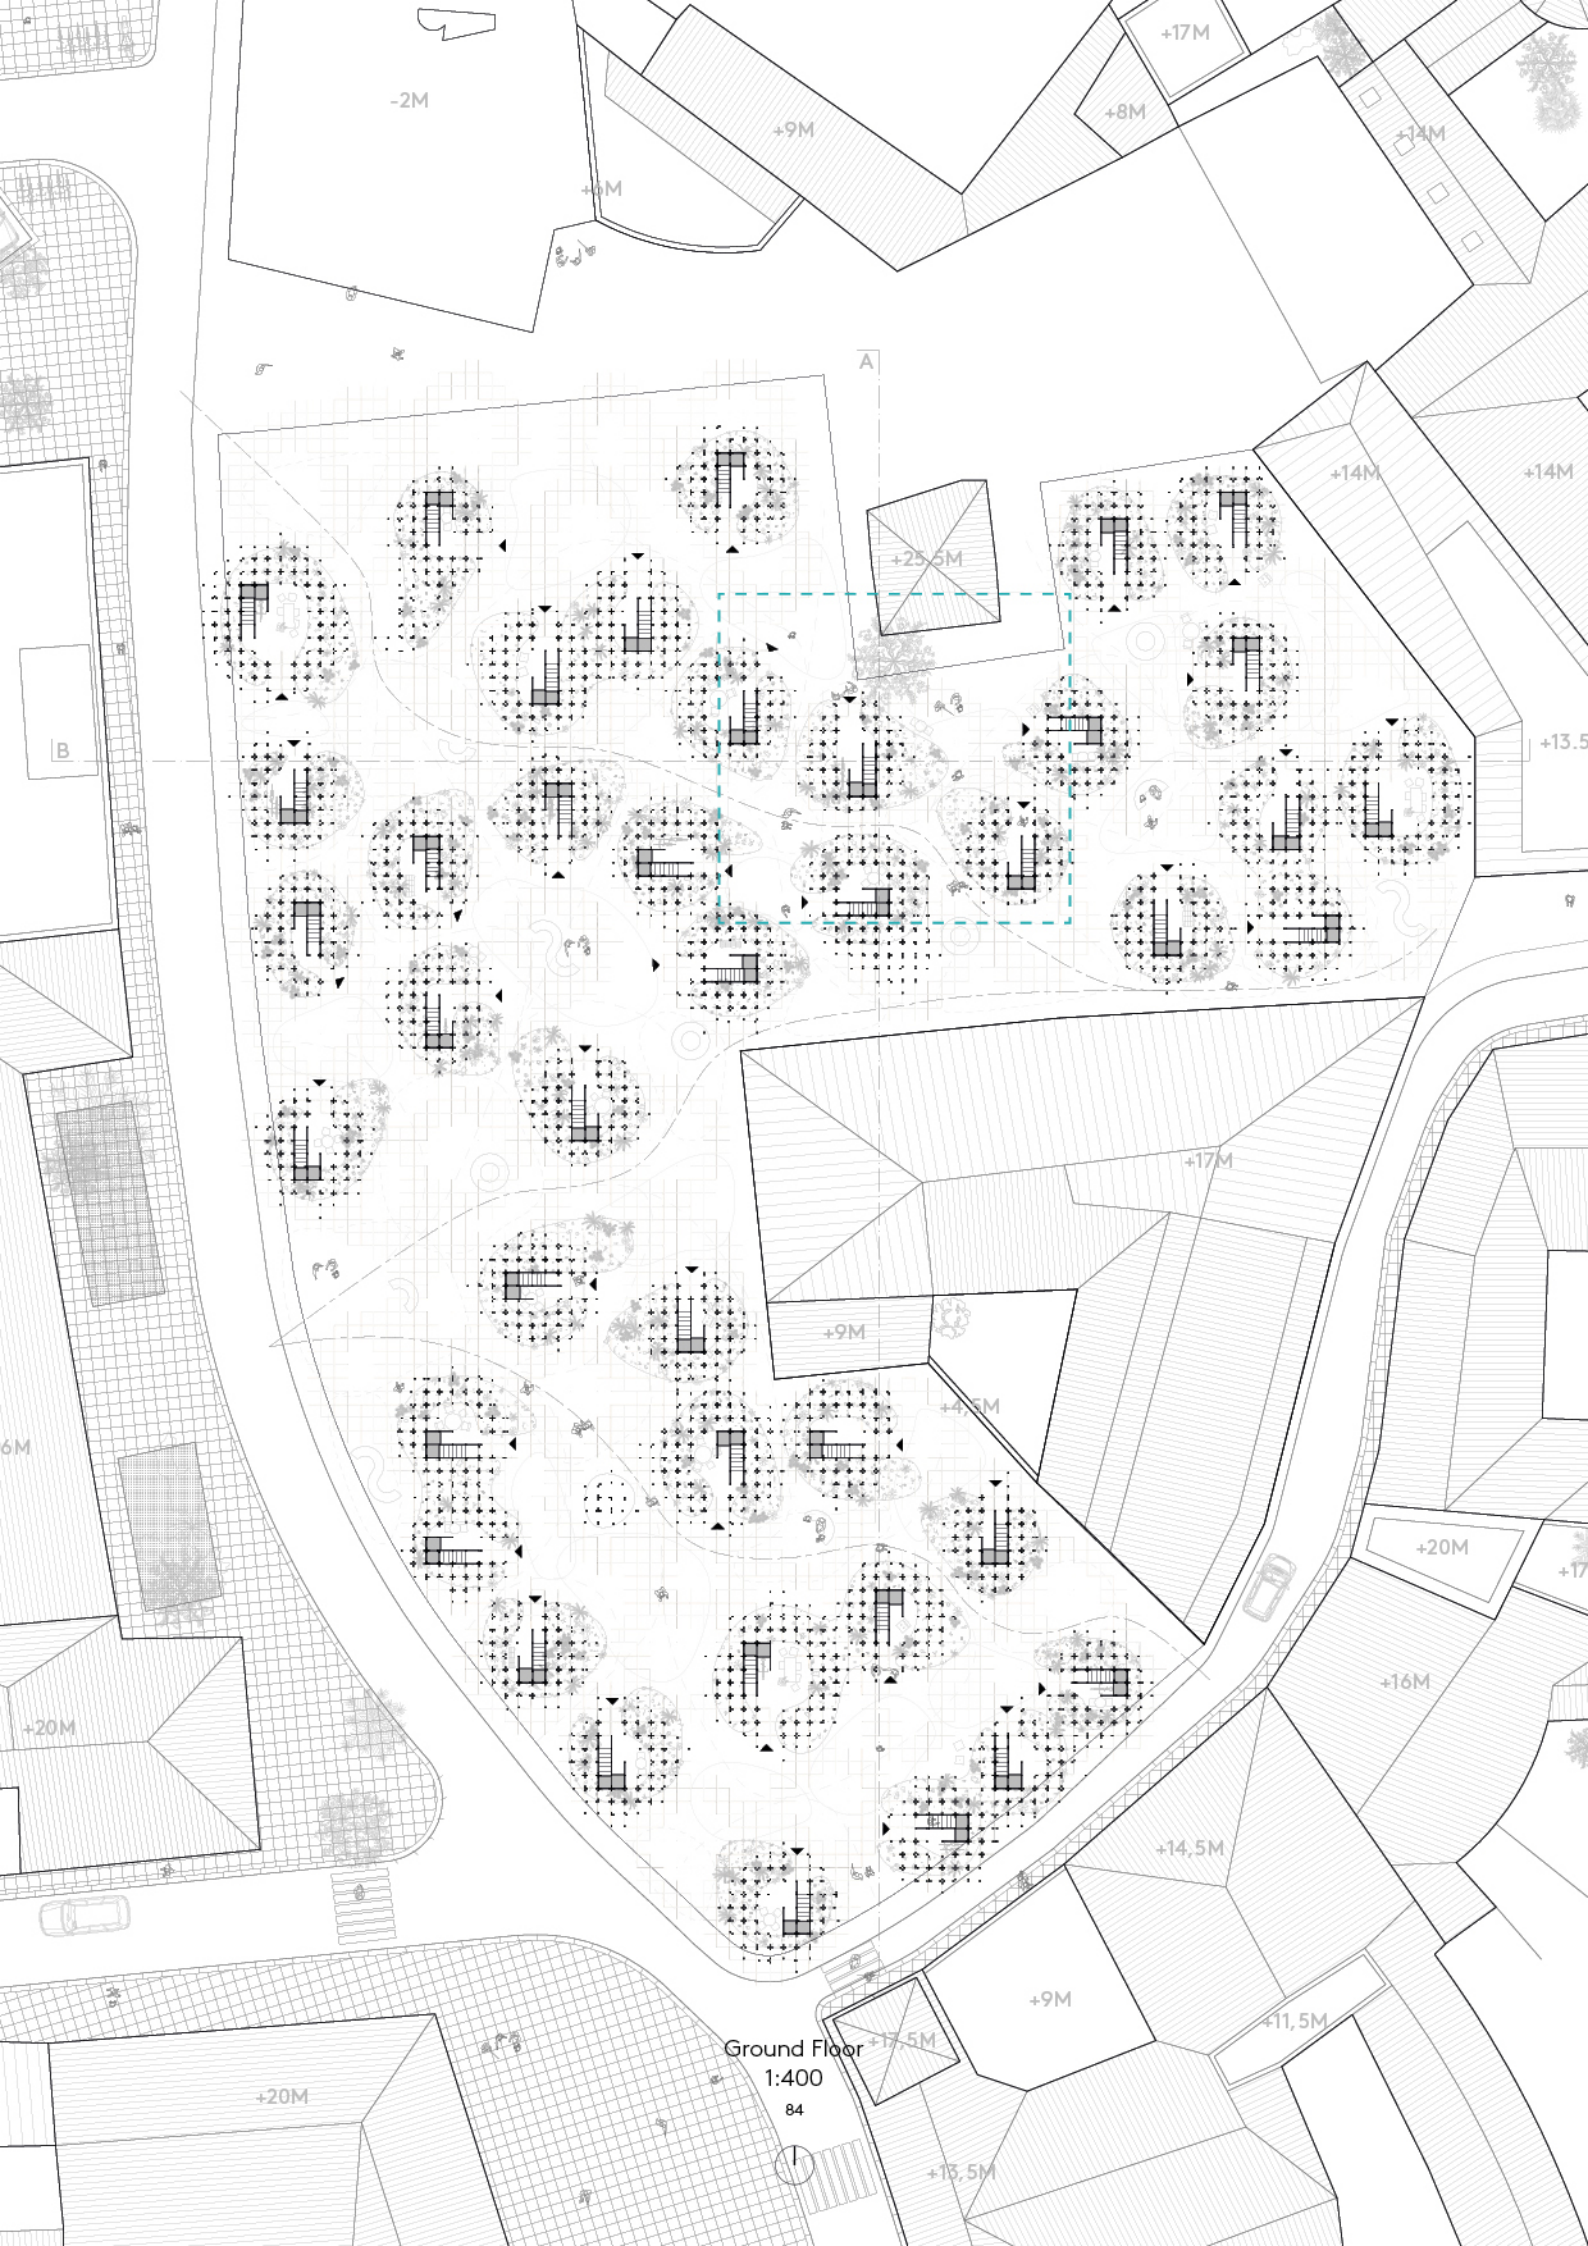 +17M
-2M
+8M
+9M
+14M
+6M
A
+14M
+14M
+25,5M
B
+13.5
+17M
+9M
+4,5M
6M
+20M
+17
+16M
+20M
+14,5M
+9M
+11,5M
+17,5M
Ground Floor
1:400
+20M
84
+13,5M